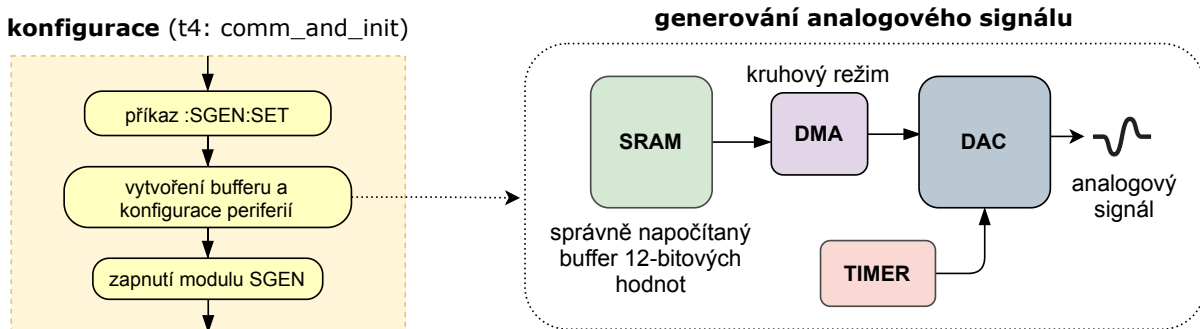 konfigurace (t4: comm_and_init)
příkaz :SGEN:SET
vytvoření bufferu a
konfigurace periferií
zapnutí modulu SGEN
generování analogového signálu
kruhový režim
SRAM
DMA
DAC
analogový
signál
správně napočítaný
buffer 12-bitových
hodnot
TIMER